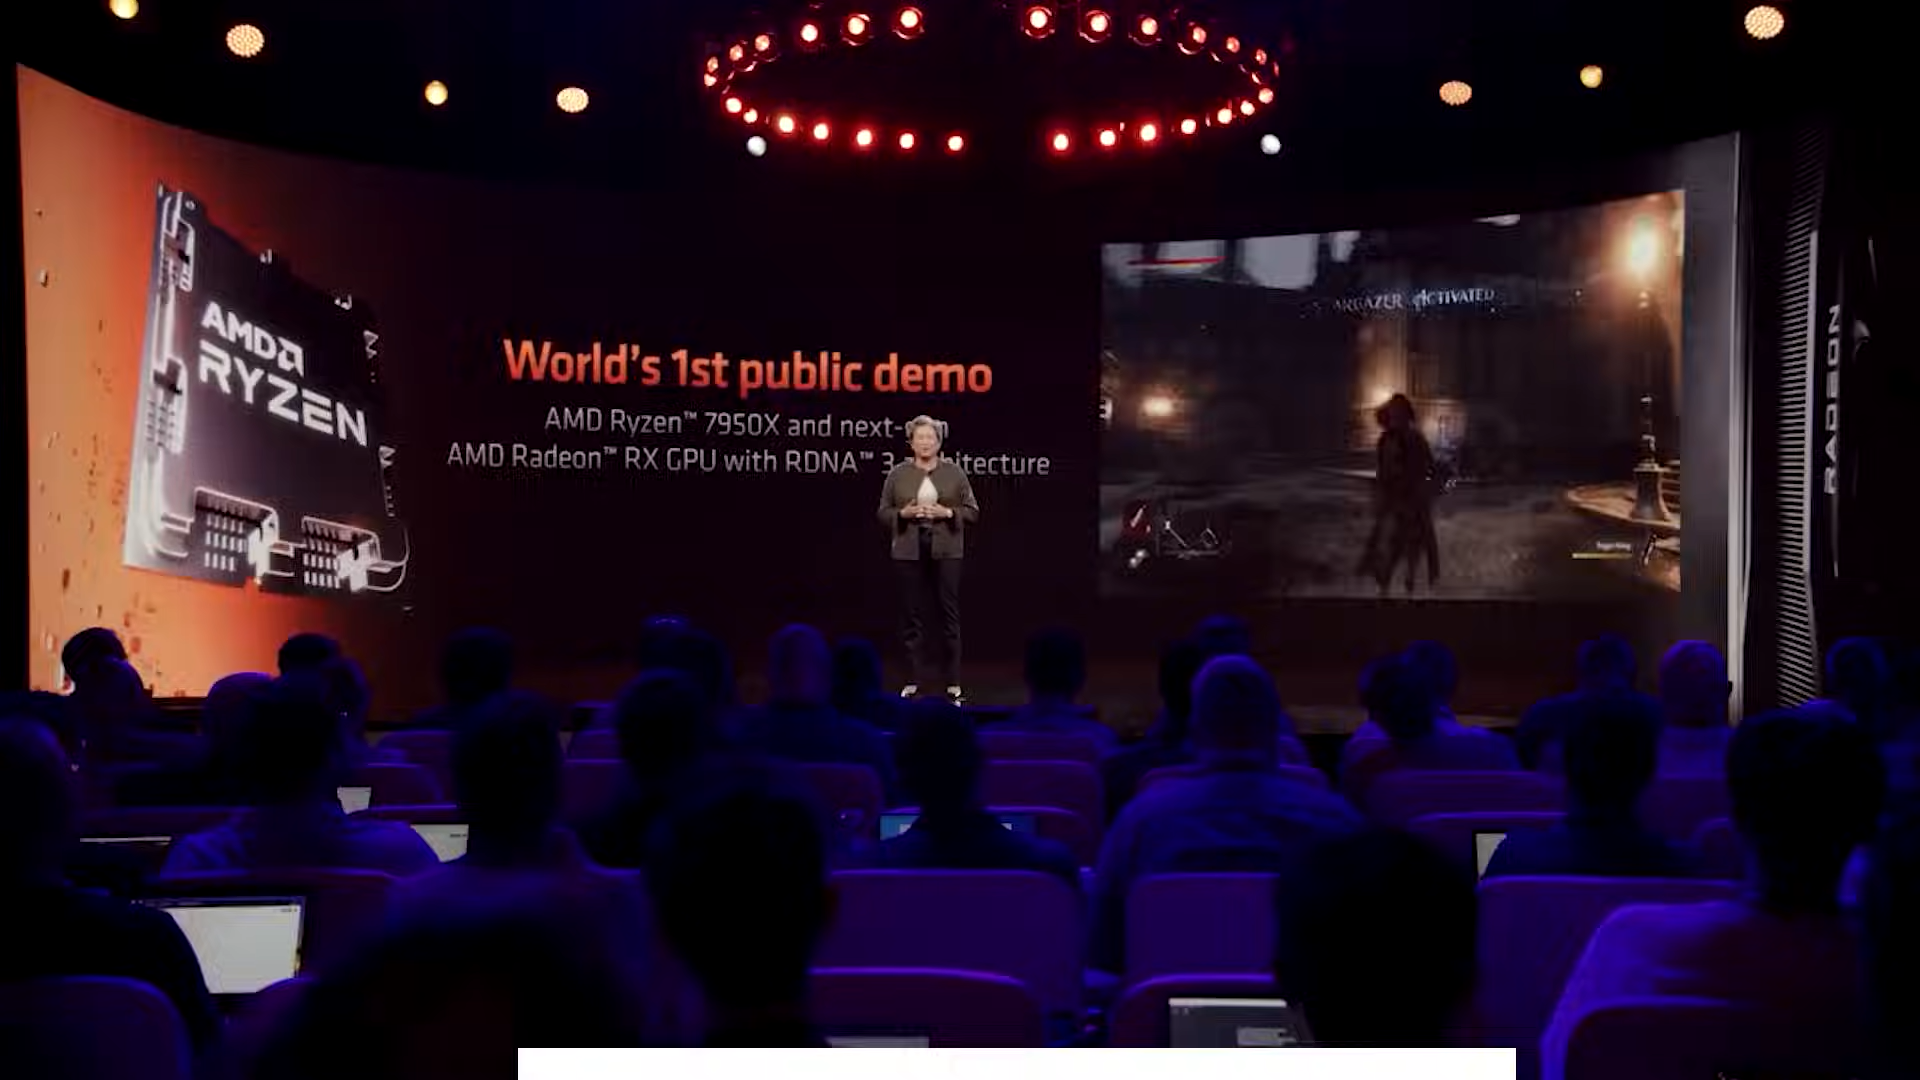 AMD
RYZEN
World's 1st public demo
AMD Ryzen™ 7950X and next-
AMD Radeon™ RX GPU with RDNA™ 3 architecture
ACTIVATED
RADEON